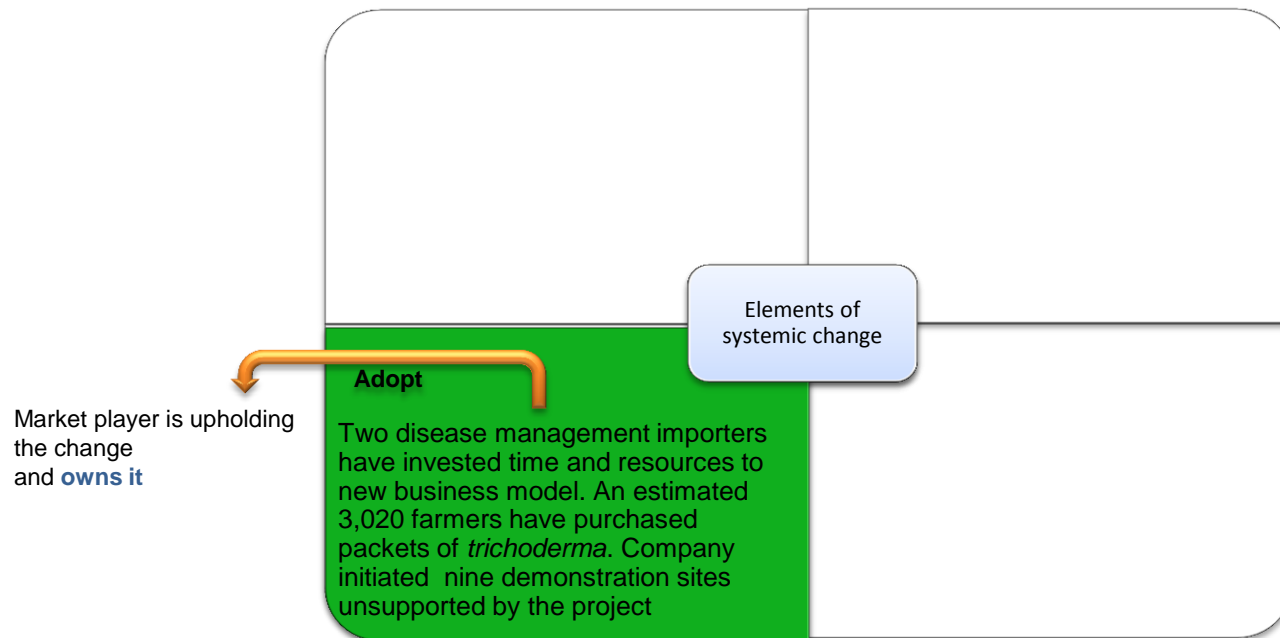 Elements of
systemic change
Adopt
Market player is upholding
the change
and owns it
Two disease management importers
have invested time and resources to
new business model. An estimated
3,020 farmers have purchased
packets of trichoderma. Company
initiated  nine demonstration sites
unsupported by the project